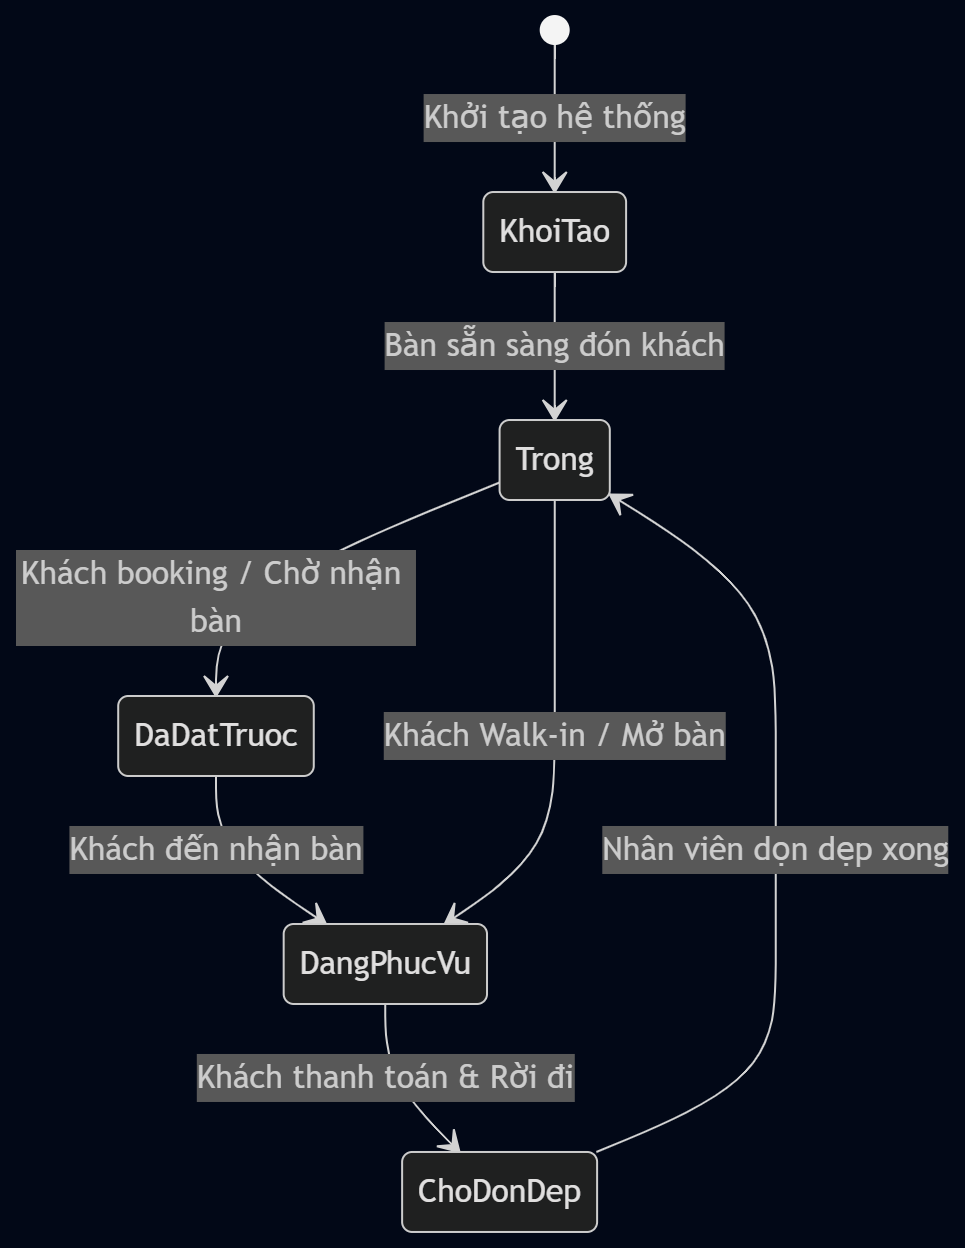 Khởi tạo hệ thống
KhoiTao
Bàn sẵn sàng đón khách
Trong
Khách booking / Chờ nhận
bàn
DaDatTruoc
Khách Walk-in / Mở bàn
Khách đến nhận bàn
Nhân viên dọn dẹp xong
DangPhucVu
Khách thanh toán & Rời đi
ChoDonDep